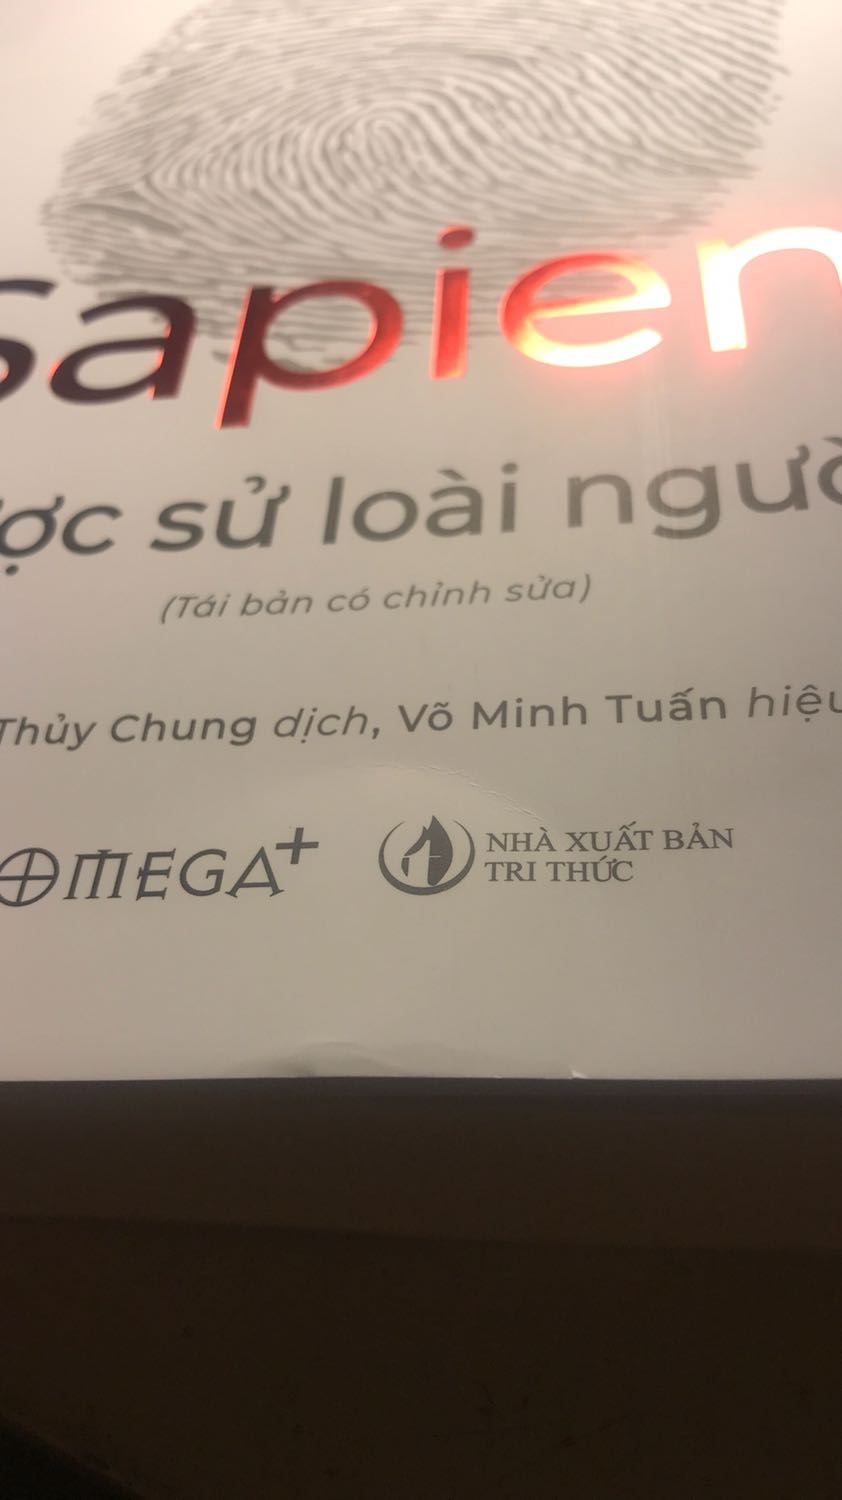 sapien
ợc sử loài ngườ
(Tái bản có chỉnh sửa)
Thủy Chung dịch, Võ Minh Tuấn hiệu
OMEGA+
NHÀ XUẤT BẢN
TRI THỨC